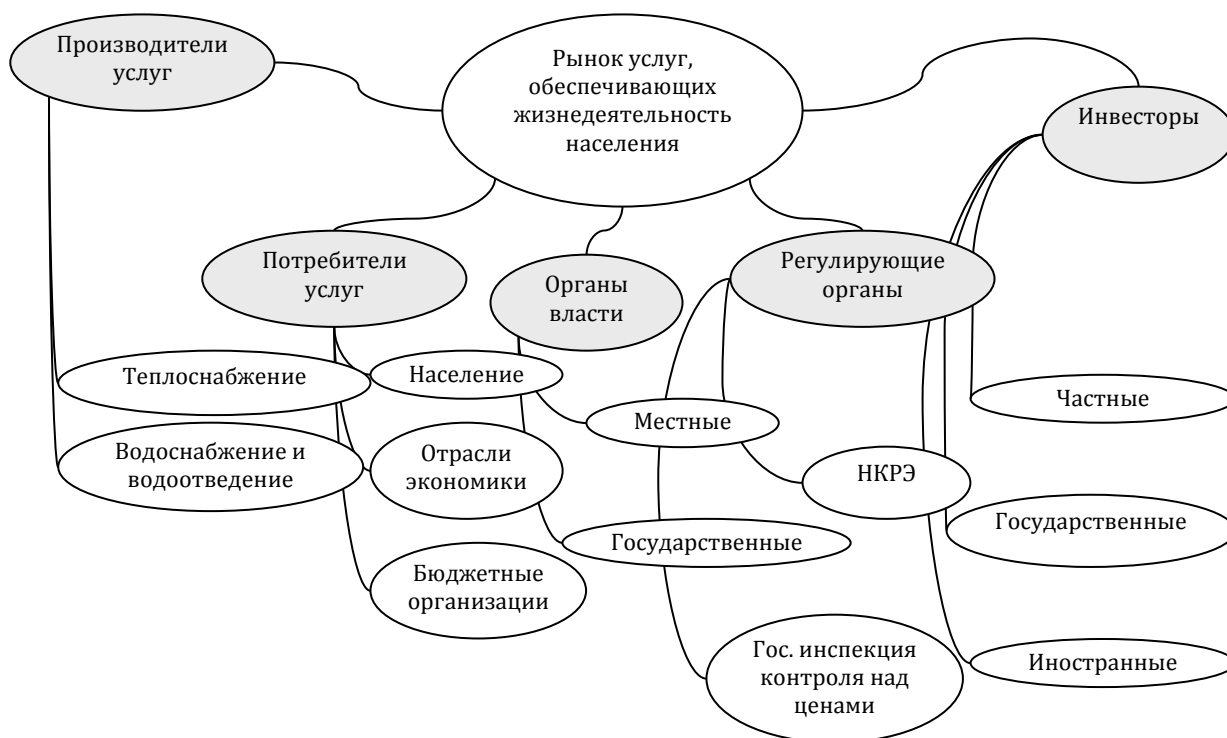 Производители
услуг
Рынок услуг,
обеспечивающих
жизнедеятельность
населения
Инвесторы
Потребители
услуг
Органы
власти
Регулирующие
органы
Теплоснабжение
Население
Частные
Местные
Водоснабжение и
водоотведение
Отрасли
экономики
НКРЭ
Государственные
Государственные
Бюджетные
организации
Гос. инспекция
контроля над
ценами
Иностранные